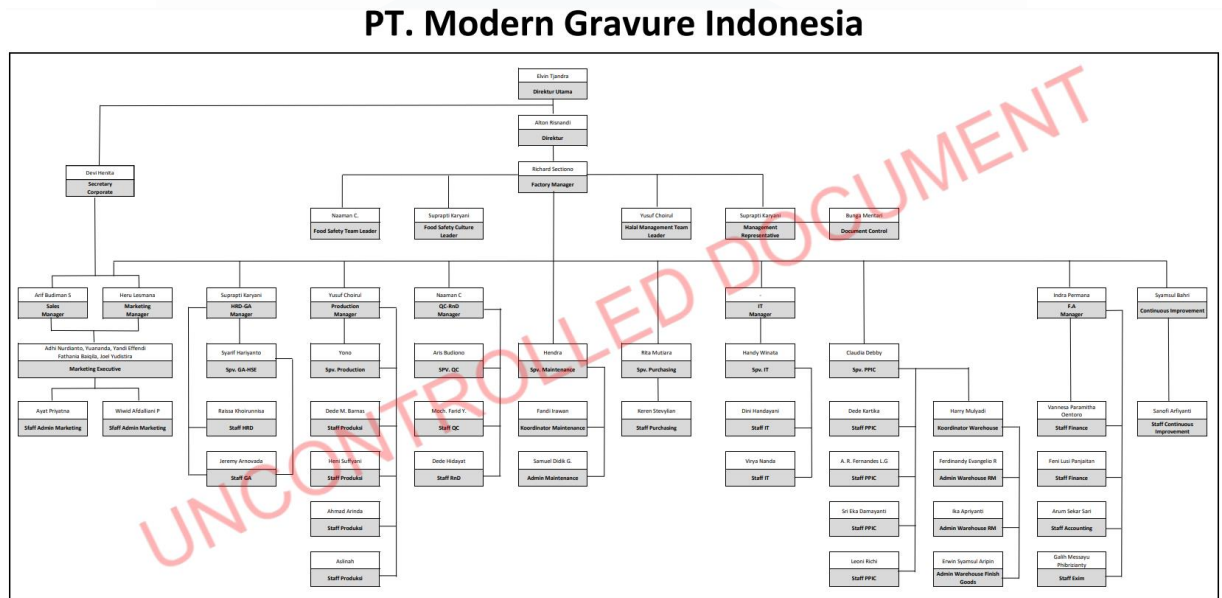 PT. Modern Gravure Indonesia
Elvin Tjandra
Direktur Utama
Alton Risnandi
Direktur
Devi Henita
Secretary
Corporate
Richard Sectiono
Factory Manager
Naaman C.
Food Safety Team Leader
Suprapti Karyani
Food Safety Culture
Leader
Yusuf Choirul
Halal Management Team
Leader
Suprapti Karyani
Management
Representative
Bunga Mentari
Document Control
Arif Budiman S
Sales
Manager
Heru Lesmana
Marketing
Manager
Suprapti Karyani
HRD-GA
Manager
Yusuf Choirul
Production
Manager
Naaman C
QC-RnD
Manager
-
IT
Manager
Indra Permana
F.A
Manager
Syamsul Bahri
Continuous Improvement
Adhi Nurdianto, Yuananda, Yandi Effendi
Fathania Baiqila, Joel Yudistira
Marketing Executive
Syarif Hariyanto
Spv. GA-HSE
Yono
Spv. Production
Aris Budiono
SPV. QC
Hendra
Spv. Maintenance
Rita Mutiara
Spv. Purchasing
Handy Winata
Spv. IT
Claudia Debby
Spv. PPIC
Ayat Priyatna
Sfaff Admin Marketing
Wiwid Afdalliani P
Sfaff Admin Marketing
Raissa Khoirunnisa
Staff HRD
Dede M. Barnas
Staff Produksi
Moch. Farid Y.
Staff QC
Fandi Irawan
Koordinator Maintenance
Keren Stevylian
Staff Purchasing
Dini Handayani
Staff IT
Dede Kartika
Staff PPIC
Harry Mulyadi
Koordinator Warehouse
Vannesa Paramitha
Oentoro
Staff Finance
Sanofi Arfiyanti
Staff Continuous
Improvement
Jeremy Arnovada
Staff GA
Heni Suffyani
Staff Produksi
Dede Hidayat
Staff RnD
Samuel Didik G.
Admin Maintenance
Virya Nanda
Staff IT
A. R. Fernandes L.G
Staff PPIC
Ferdinandy Evangelio R
Admin Warehouse RM
Feni Lusi Panjaitan
Staff Finance
Ahmad Arinda
Staff Produksi
Sri Eka Damayanti
Staff PPIC
Ika Apriyanti
Admin Warehouse RM
Arum Sekar Sari
Staff Accounting
Aslinah
Staff Produksi
Leoni Richi
Staff PPIC
Erwin Syamsul Aripin
Admin Warehouse Finish
Goods
Galih Messayu
Phibrizianty
Staff Exim
UNCONTROLLED DOCUMENT